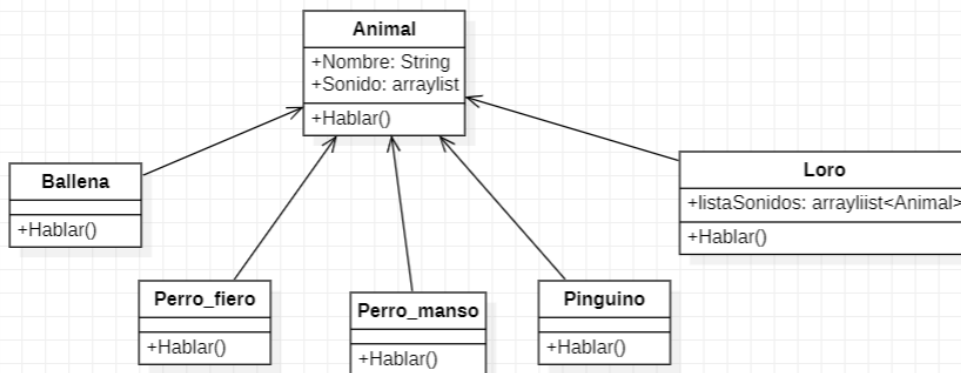 Animal
+Nombre: String
+Sonido: arraylist
+Hablar()
Ballena
+Hablar()
Loro
+listaSonidos: arrayliist<Animal>
+Hablar()
Perro_fiero
+Hablar()
Perro_manso
+Hablar()
Pinguino
+Hablar()